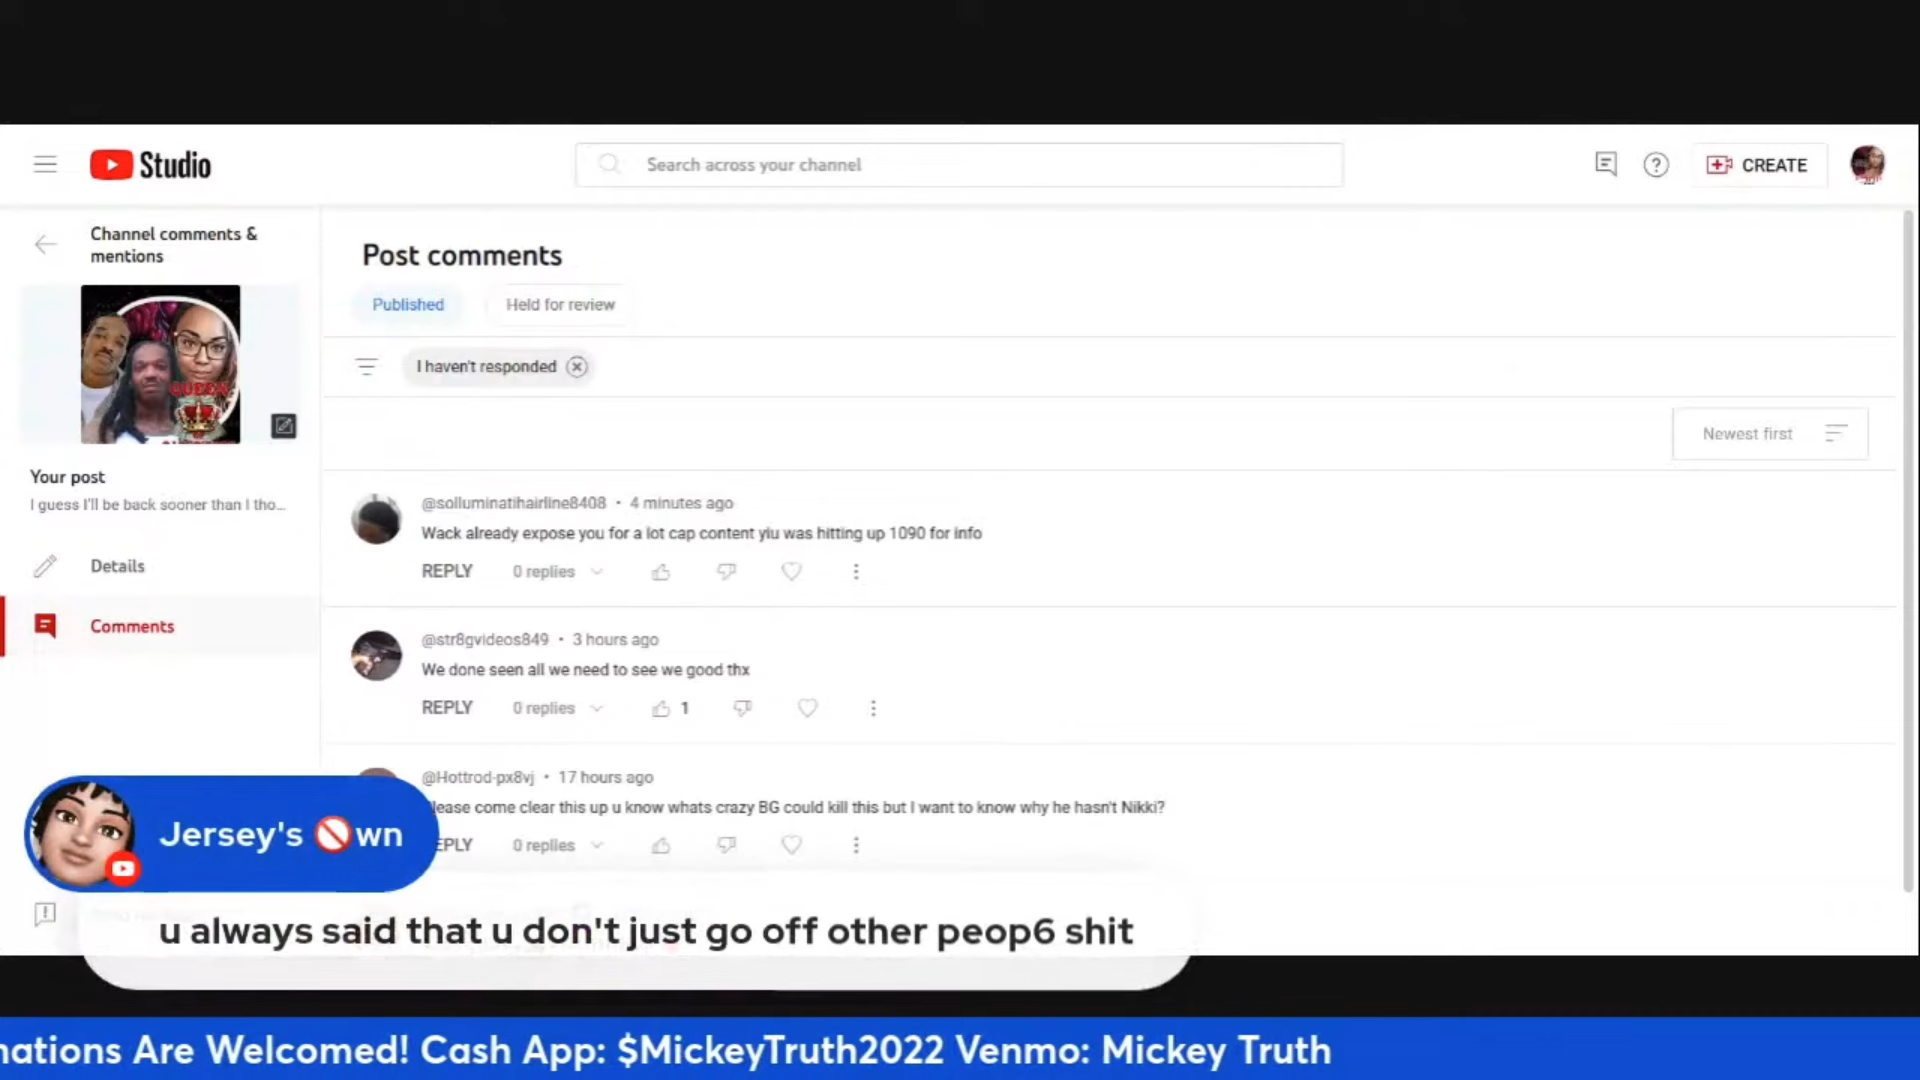 Studio
Search across your channel
CREATE
Channel comments &
mentions
QUEEN
Your post
I guess I'll be back sooner than I tho...
Details
Comments
Post comments
Published
Held for review
I haven't responded
Newest first
@solluminatihairline8408 • 4 minutes ago
Wack already expose you for a lot cap content yiu was hitting up 1090 for info
REPLY 0 replies
@str8gvideos849 • 3 hours ago
We done seen all we need to see we good thx
REPLY 0 replies 1
@Hottrod-px8vj • 17 hours ago
lease come clear this up u know whats crazy BG could kill this but I want to know why he hasn't Nikki?
EPLY 0 replies
Jersey's 🚫wn
u always said that u don't just go off other peop6 shit
nations Are Welcomed! Cash App: $MickeyTruth2022 Venmo: Mickey Truth